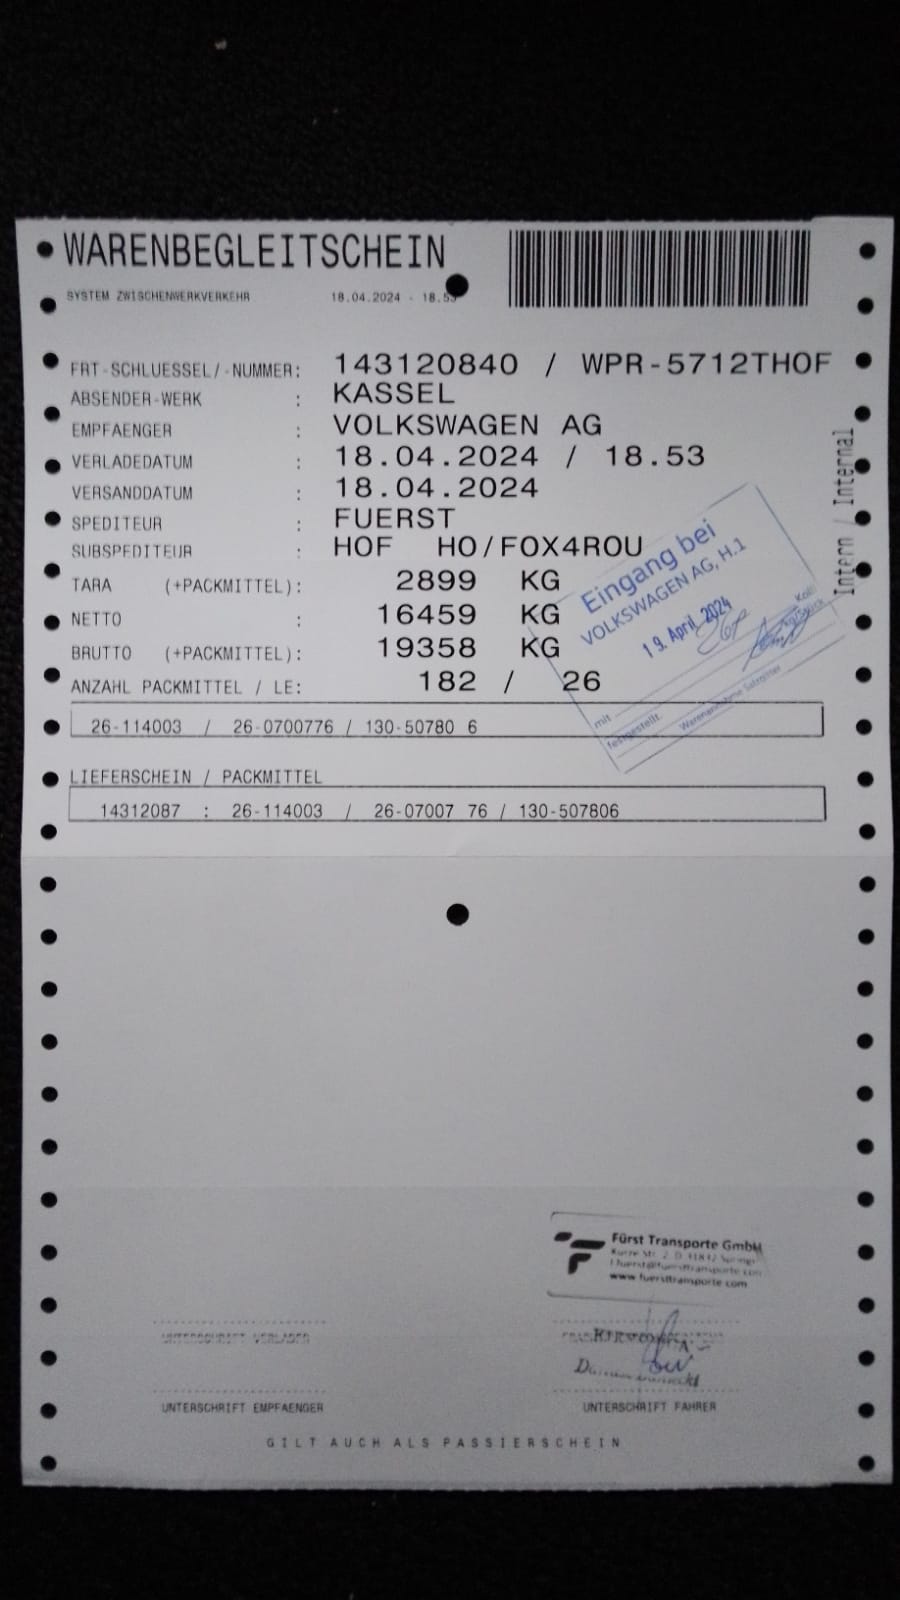 WARENBEGLEITSCHEIN
SYSTEM ZWISCHENWERKVERKEHR 18.04.2024 - 18.53
FRT-SCHLUESSEL/-NUMMER: 143120840 / WPR-5712THOF
ABSENDER-WERK : KASSEL
EMPFAENGER : VOLKSWAGEN AG
VERLADEDATUM : 18.04.2024 / 18.53
VERSANDDATUM : 18.04.2024
SPEDITEUR : FUERST
SUBSPEDITEUR : HOF HO/FOX4ROU
TARA (+PACKMITTEL): 2899 KG
NETTO : 16459 KG
BRUTTO (+PACKMITTEL): 19358 KG
ANZAHL PACKMITTEL / LE: 182 / 26
26-114003 / 26-0700776 / 130-50780 6
LIEFERSCHEIN / PACKMITTEL
14312087 : 26-114003 / 26-07007 76 / 130-507806
Intern / Internal
Eingang bei
VOLKSWAGEN AG, H.1
19. April 2024
mit
festgestellt.
Fürst Transporte GmbH
www.fuersttransporte.com
UNTERSCHRIFT VERLADER
UNTERSCHRIFT EMPFAENGER
UNTERSCHRIFT FAHRER
GILT AUCH ALS PASSIERSCHEIN